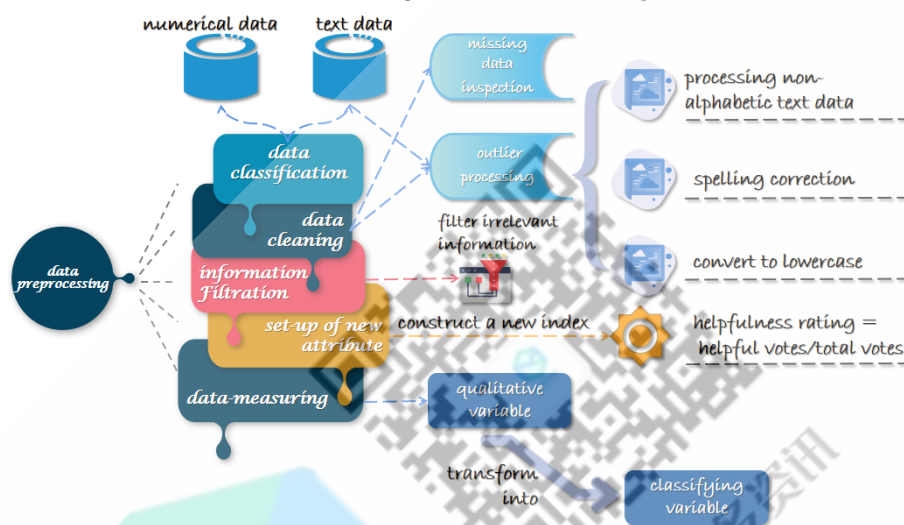 numerical data
text data
missing
data
inspection
data
classification
outlier
processing
processing non-
alphabetic text data
spelling correction
convert to lowercase
data
cleaning
filter irrelevant
information
information
Filtration
data
preprocessing
set-up of new
attribute
construct a new index
helpfulness rating =
helpful votes/total votes
data-measuring
qualitative
variable
transform
into
classifying
variable
资讯